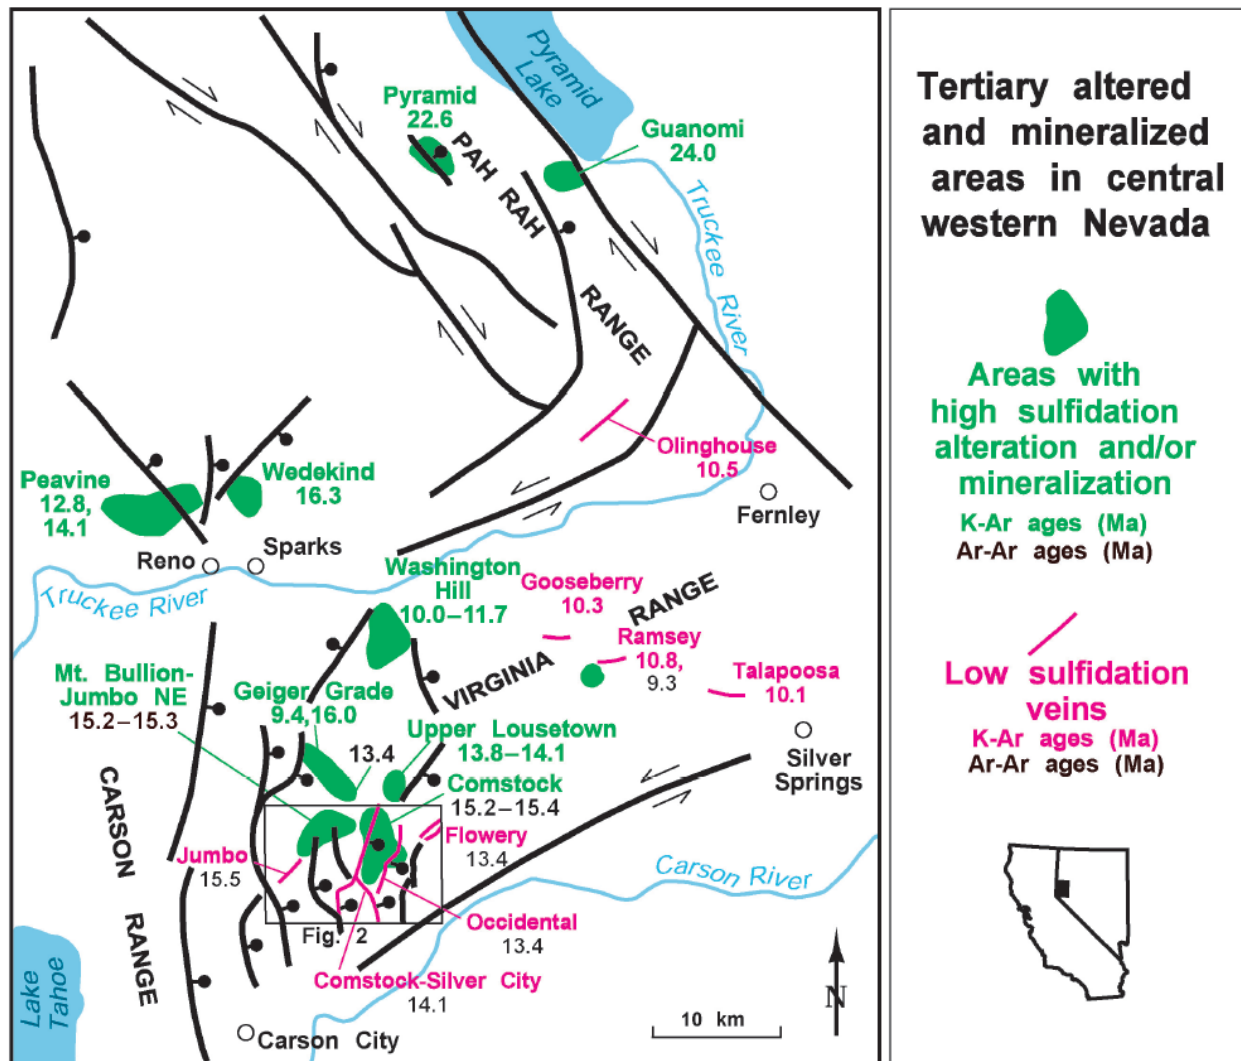 Pyramid
Lake
Pyramid
22.6
Guanomi
24.0
PAH RAH
RANGE
Truckee River
Olinghouse
10.5
Fernley
Peavine
12.8,
14.1
Wedekind
16.3
Reno
Sparks
Truckee River
Washington
Hill
10.0–11.7
Gooseberry
10.3
VIRGINIA
RANGE
Ramsey
10.8,
9.3
Talapoosa
10.1
Silver
Springs
Mt. Bullion-
Jumbo NE
15.2–15.3
Geiger Grade
9.4,16.0
13.4
Upper Lousetown
13.8–14.1
Comstock
15.2–15.4
Flowery
13.4
Jumbo
15.5
CARSON
RANGE
Carson River
Occidental
13.4
Fig. 2
Comstock-Silver City
14.1
Lake
Tahoe
Carson City
10 km
N
Tertiary altered
and mineralized
areas in central
western Nevada
Areas with
high sulfidation
alteration and/or
mineralization
K-Ar ages (Ma)
Ar-Ar ages (Ma)
Low sulfidation
veins
K-Ar ages (Ma)
Ar-Ar ages (Ma)